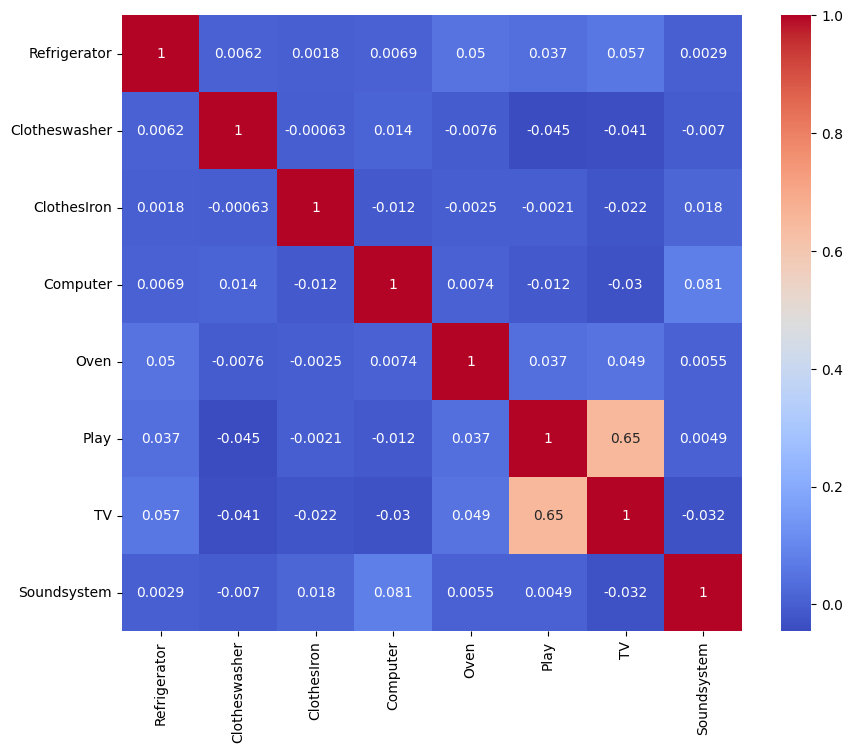 Refrigerator 1 0.0062 0.0018 0.0069 0.05 0.037 0.057 0.0029
Clotheswasher 0.0062 1 -0.00063 0.014 -0.0076 -0.045 -0.041 -0.007
ClothesIron 0.0018 -0.00063 1 -0.012 -0.0025 -0.0021 -0.022 0.018
Computer 0.0069 0.014 -0.012 1 0.0074 -0.012 -0.03 0.081
Oven 0.05 -0.0076 -0.0025 0.0074 1 0.037 0.049 0.0055
Play 0.037 -0.045 -0.0021 -0.012 0.037 1 0.65 0.0049
TV 0.057 -0.041 -0.022 -0.03 0.049 0.65 1 -0.032
Soundsystem 0.0029 -0.007 0.018 0.081 0.0055 0.0049 -0.032 1
Refrigerator
Clotheswasher
ClothesIron
Computer
Oven
Play
TV
Soundsystem
1.0
0.8
0.6
0.4
0.2
0.0